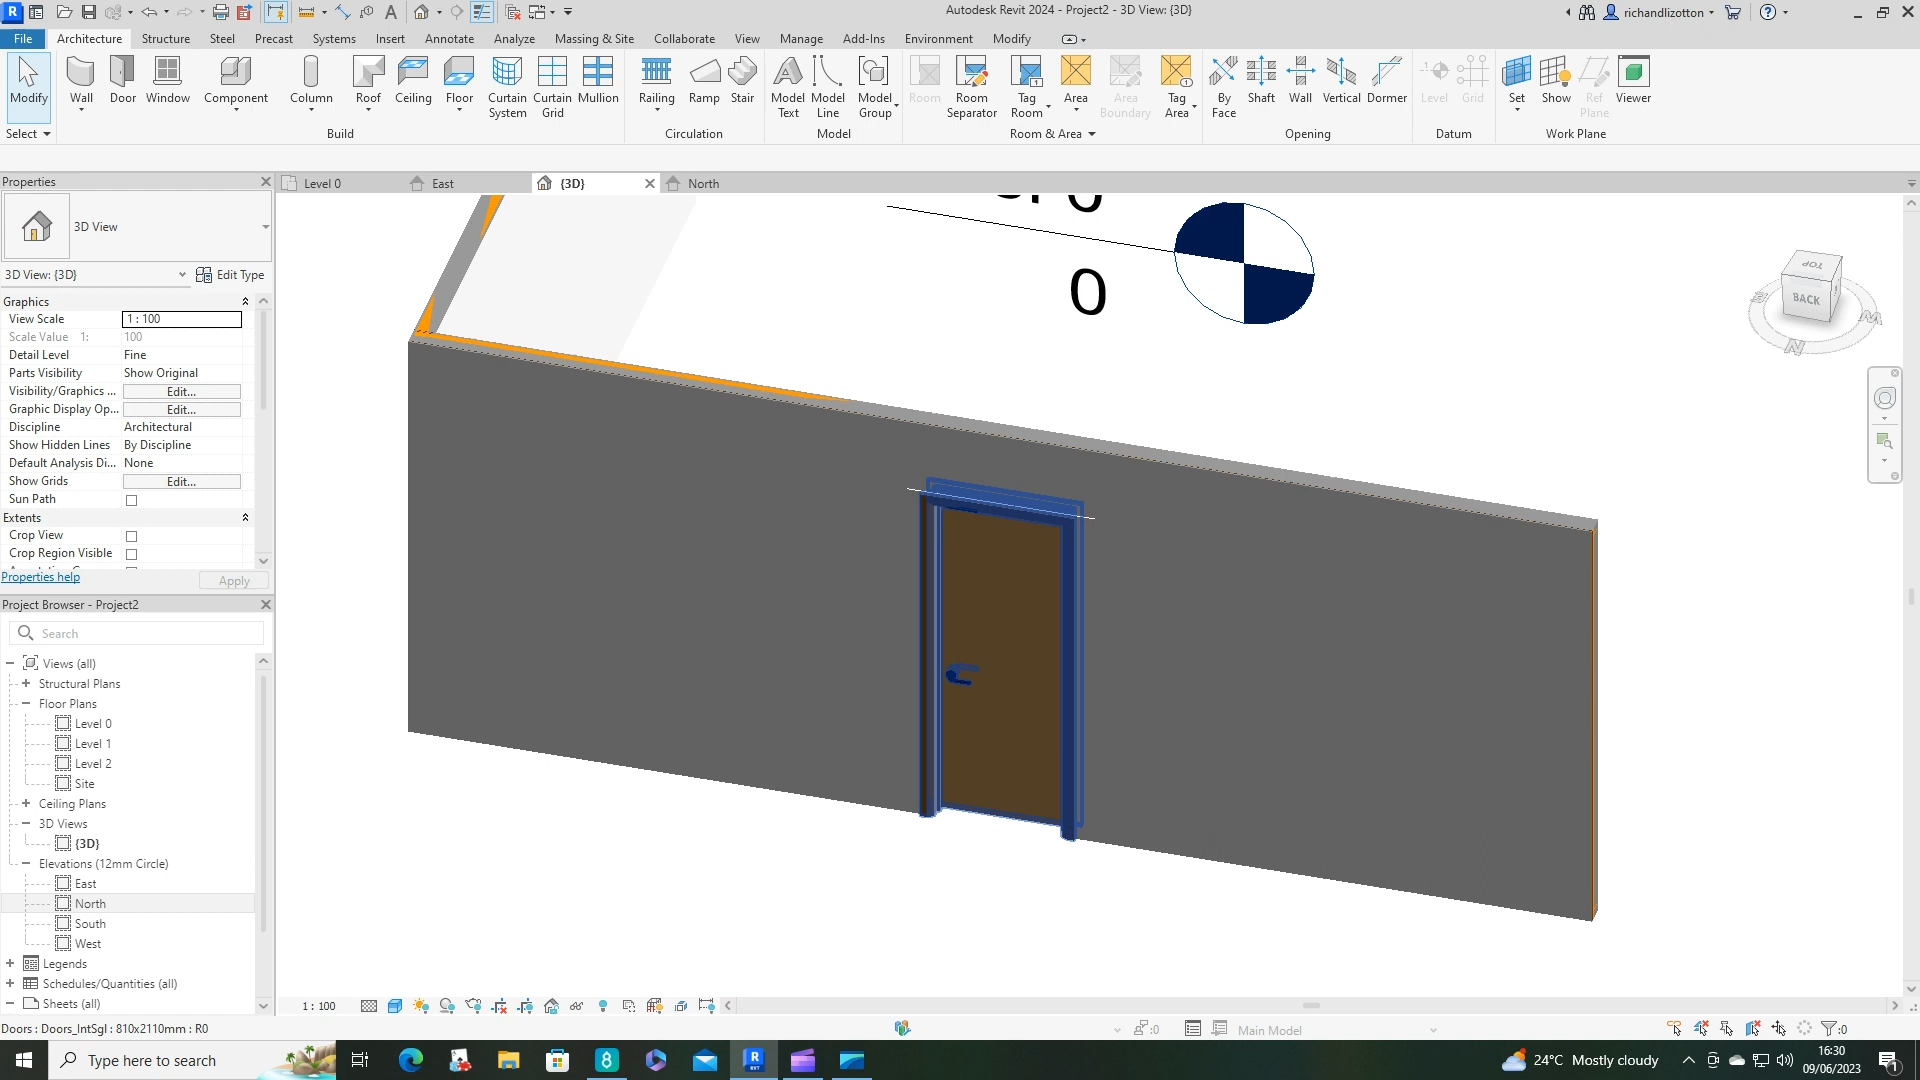 Autodesk Revit 2024 - Project2 - 3D View: {3D}
richandlizotton
File
Architecture
Structure
Steel
Precast
Systems
Insert
Annotate
Analyze
Massing & Site
Collaborate
View
Manage
Add-Ins
Environment
Modify
Modify
Wall
Door
Window
Component
Column
Roof
Ceiling
Floor
Curtain System
Curtain Grid
Mullion
Railing
Ramp
Stair
Model Text
Model Line
Model Group
Room
Room Separator
Tag Room
Area
Area Boundary
Tag Area
By Face
Shaft
Wall
Vertical
Dormer
Level
Grid
Set
Show
Ref Plane
Viewer
Select
Build
Circulation
Model
Room & Area
Opening
Datum
Work Plane
Properties
3D View
3D View: {3D}
Edit Type
Graphics
View Scale
1 : 100
Scale Value 1:
100
Detail Level
Fine
Parts Visibility
Show Original
Visibility/Graphics ...
Edit...
Graphic Display Op...
Edit...
Discipline
Architectural
Show Hidden Lines
By Discipline
Default Analysis Di...
None
Show Grids
Edit...
Sun Path
Extents
Crop View
Crop Region Visible
Properties help
Apply
Project Browser - Project2
Search
Views (all)
Structural Plans
Floor Plans
Level 0
Level 1
Level 2
Site
Ceiling Plans
3D Views
{3D}
Elevations (12mm Circle)
East
North
South
West
Legends
Schedules/Quantities (all)
Sheets (all)
Level 0
East
{3D}
North
0
TOP
BACK
N
W
1 : 100
Doors : Doors_IntSgl : 810x2110mm : R0
:0
Main Model
:0
Type here to search
24°C Mostly cloudy
16:30
09/06/2023
1